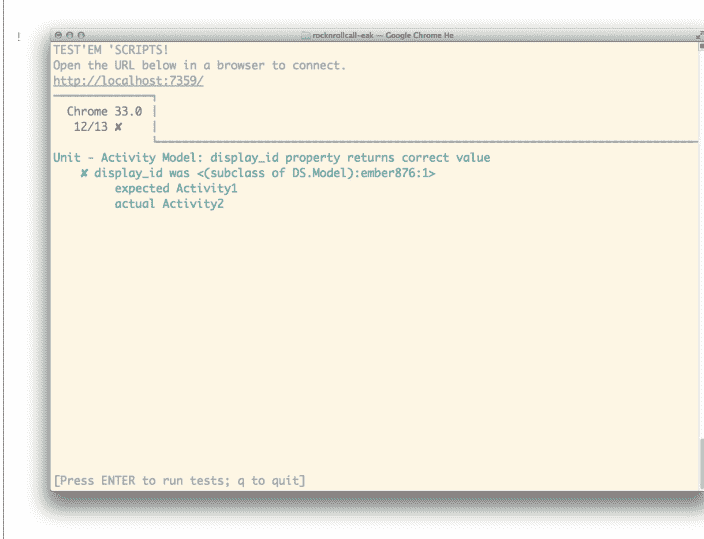 !
rocknrollcall-eak — Google Chrome He
TEST'EM 'SCRIPTS!
Open the URL below in a browser to connect.
http://localhost:7359/
Chrome 33.0
12/13 ✘
Unit - Activity Model: display_id property returns correct value
✘ display_id was <(subclass of DS.Model):ember876:1>
expected Activity1
actual Activity2
[Press ENTER to run tests; q to quit]